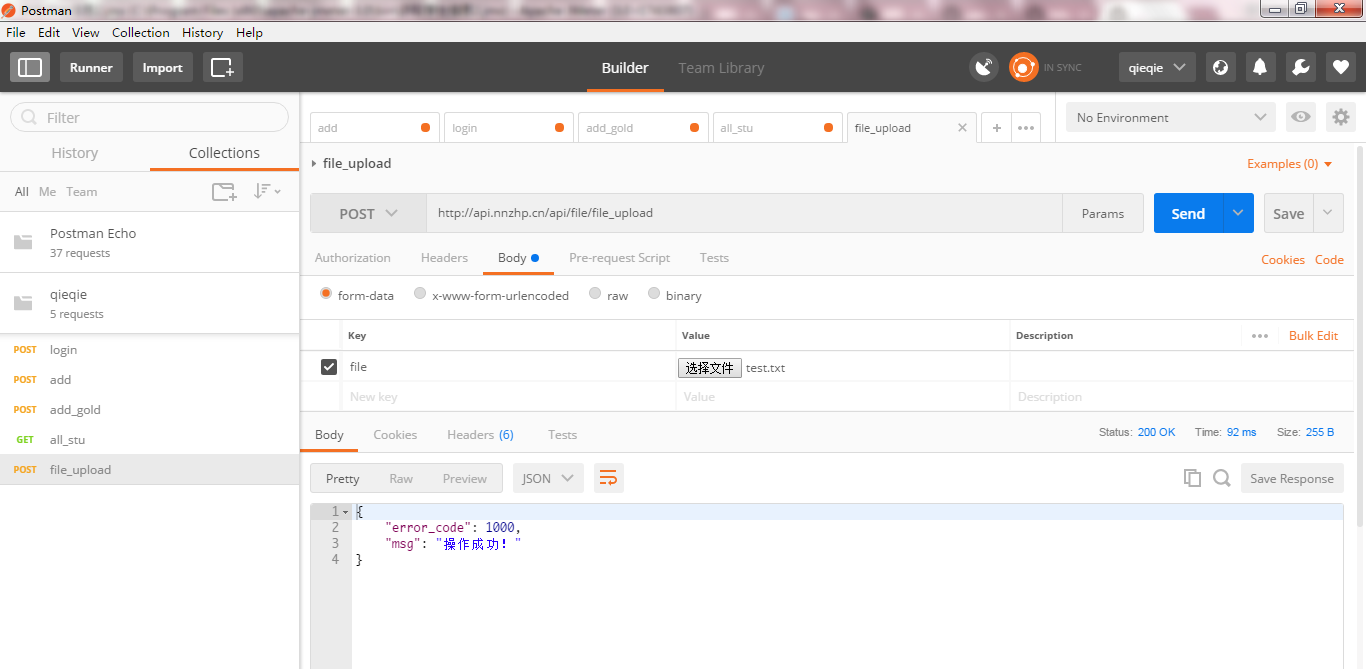 Postman
File Edit View Collection History Help
Runner Import Builder Team Library IN SYNC qieqie
Filter
History Collections
All Me Team
Postman Echo
37 requests
qieqie
5 requests
POST login
POST add
POST add_gold
GET all_stu
POST file_upload
add login add_gold all_stu file_upload No Environment
file_upload Examples (0)
POST http://api.nnzhp.cn/api/file/file_upload Params Send Save
Authorization Headers Body Pre-request Script Tests Cookies Code
form-data x-www-form-urlencoded raw binary
Key Value Description Bulk Edit
file 选择文件 test.txt
New key Value Description
Body Cookies Headers (6) Tests Status: 200 OK Time: 92 ms Size: 255 B
Pretty Raw Preview JSON Save Response
1 {
2 "error_code": 1000,
3 "msg": "操作成功！"
4 }